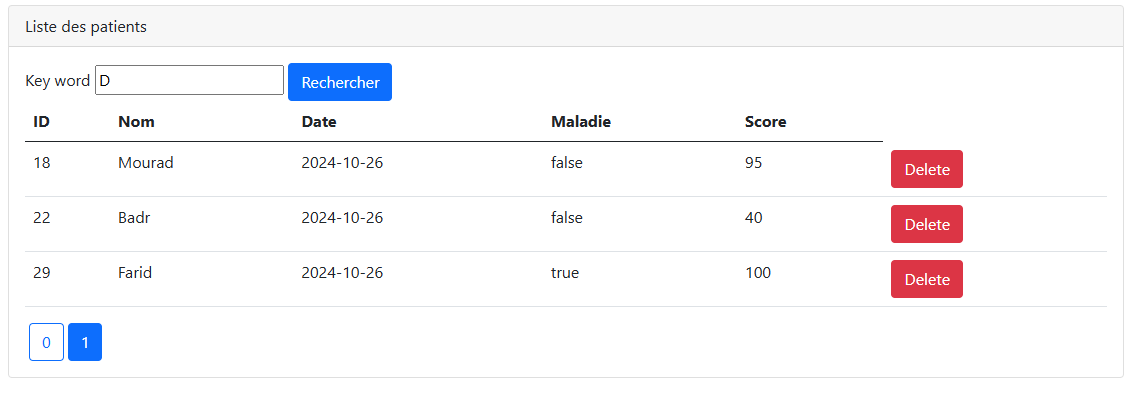 Liste des patients
Key word D Rechercher
ID Nom Date Maladie Score
18 Mourad 2024-10-26 false 95 Delete
22 Badr 2024-10-26 false 40 Delete
29 Farid 2024-10-26 true 100 Delete
0 1